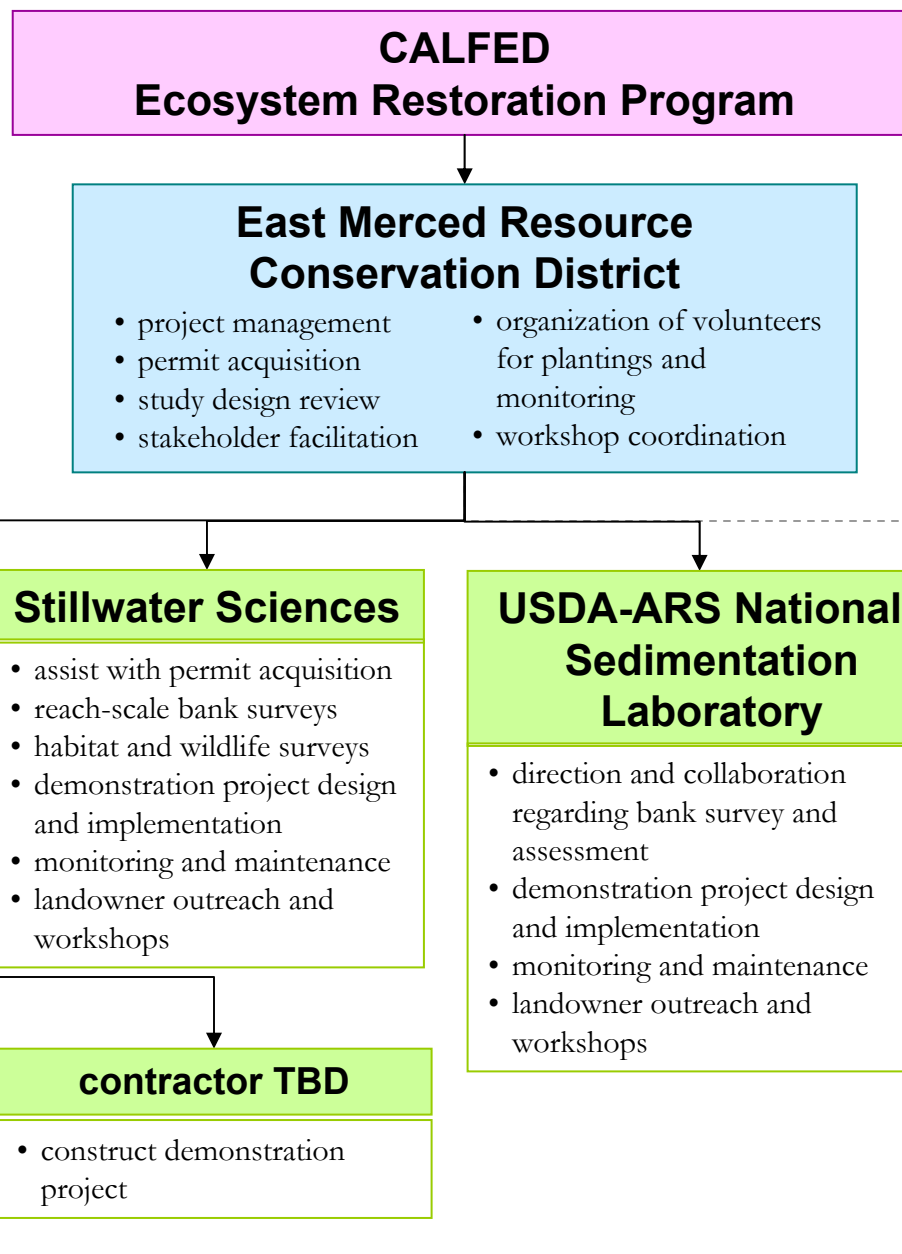 CALFED
Ecosystem Restoration Program
East Merced Resource
Conservation District
• project management
• permit acquisition
• study design review
• stakeholder facilitation
• organization of volunteers
for plantings and
monitoring
• workshop coordination
Stillwater Sciences
• assist with permit acquisition
• reach-scale bank surveys
• habitat and wildlife surveys
• demonstration project design
and implementation
• monitoring and maintenance
• landowner outreach and
workshops
USDA-ARS National
Sedimentation
Laboratory
• direction and collaboration
regarding bank survey and
assessment
• demonstration project design
and implementation
• monitoring and maintenance
• landowner outreach and
workshops
contractor TBD
• construct demonstration
project